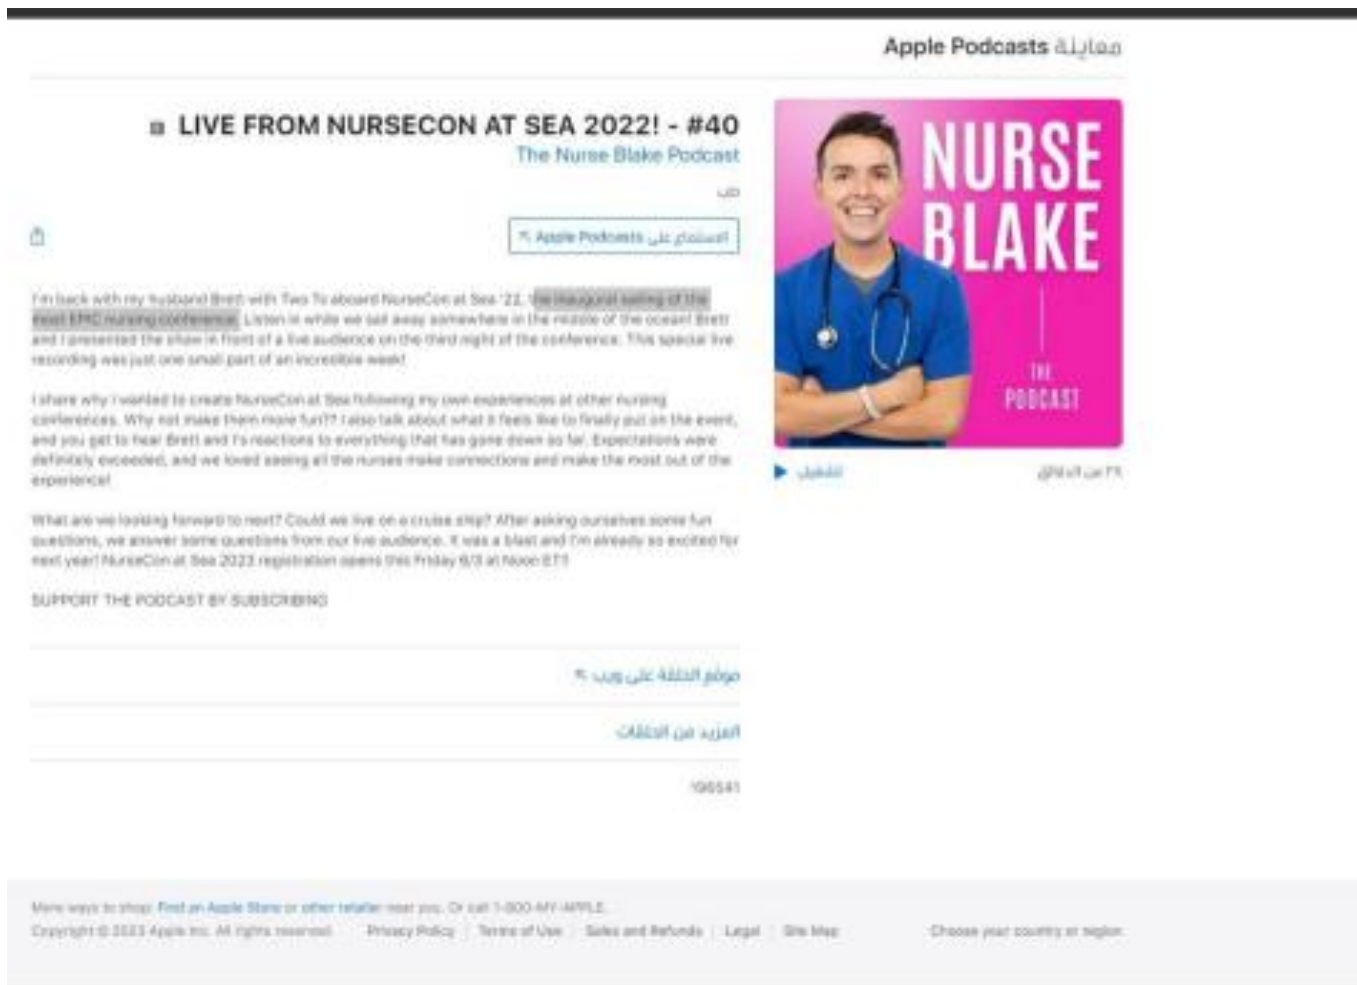 معاينة Apple Podcasts
LIVE FROM NURSECON AT SEA 2022! - #40
The Nurse Blake Podcast
طب
الاستماع على Apple Podcasts
I'm back with my husband Brett with Two To aboard NurseCon at Sea '22, the inaugural sailing of the
most EPIC nursing conference. Listen in while we sail away somewhere in the middle of the ocean! Brett
and I presented the show in front of a live audience on the third night of the conference. This special live
recording was just one small part of an incredible week!
I share why I wanted to create NurseCon at Sea following my own experiences at other nursing
conferences. Why not make them more fun?? I also talk about what it feels like to finally put on the event,
and you get to hear Brett and I's reactions to everything that has gone down so far. Expectations were
definitely exceeded, and we loved seeing all the nurses make connections and make the most out of the
experience!
What are we looking forward to next? Could we live on a cruise ship? After asking ourselves some fun
questions, we answer some questions from our live audience. It was a blast and I'm already so excited for
next year! NurseCon at Sea 2023 registration opens this Friday 6/3 at Noon ET!!
SUPPORT THE PODCAST BY SUBSCRIBING
موقع الحلقة على ويب
المزيد من الحلقات
196541
NURSE
BLAKE
THE
PODCAST
تشغيل
من الدقائق
More ways to shop: Find an Apple Store or other retailer near you. Or call 1-800-MY-APPLE.
Copyright © 2023 Apple Inc. All rights reserved. Privacy Policy Terms of Use Sales and Refunds Legal Site Map Choose your country or region